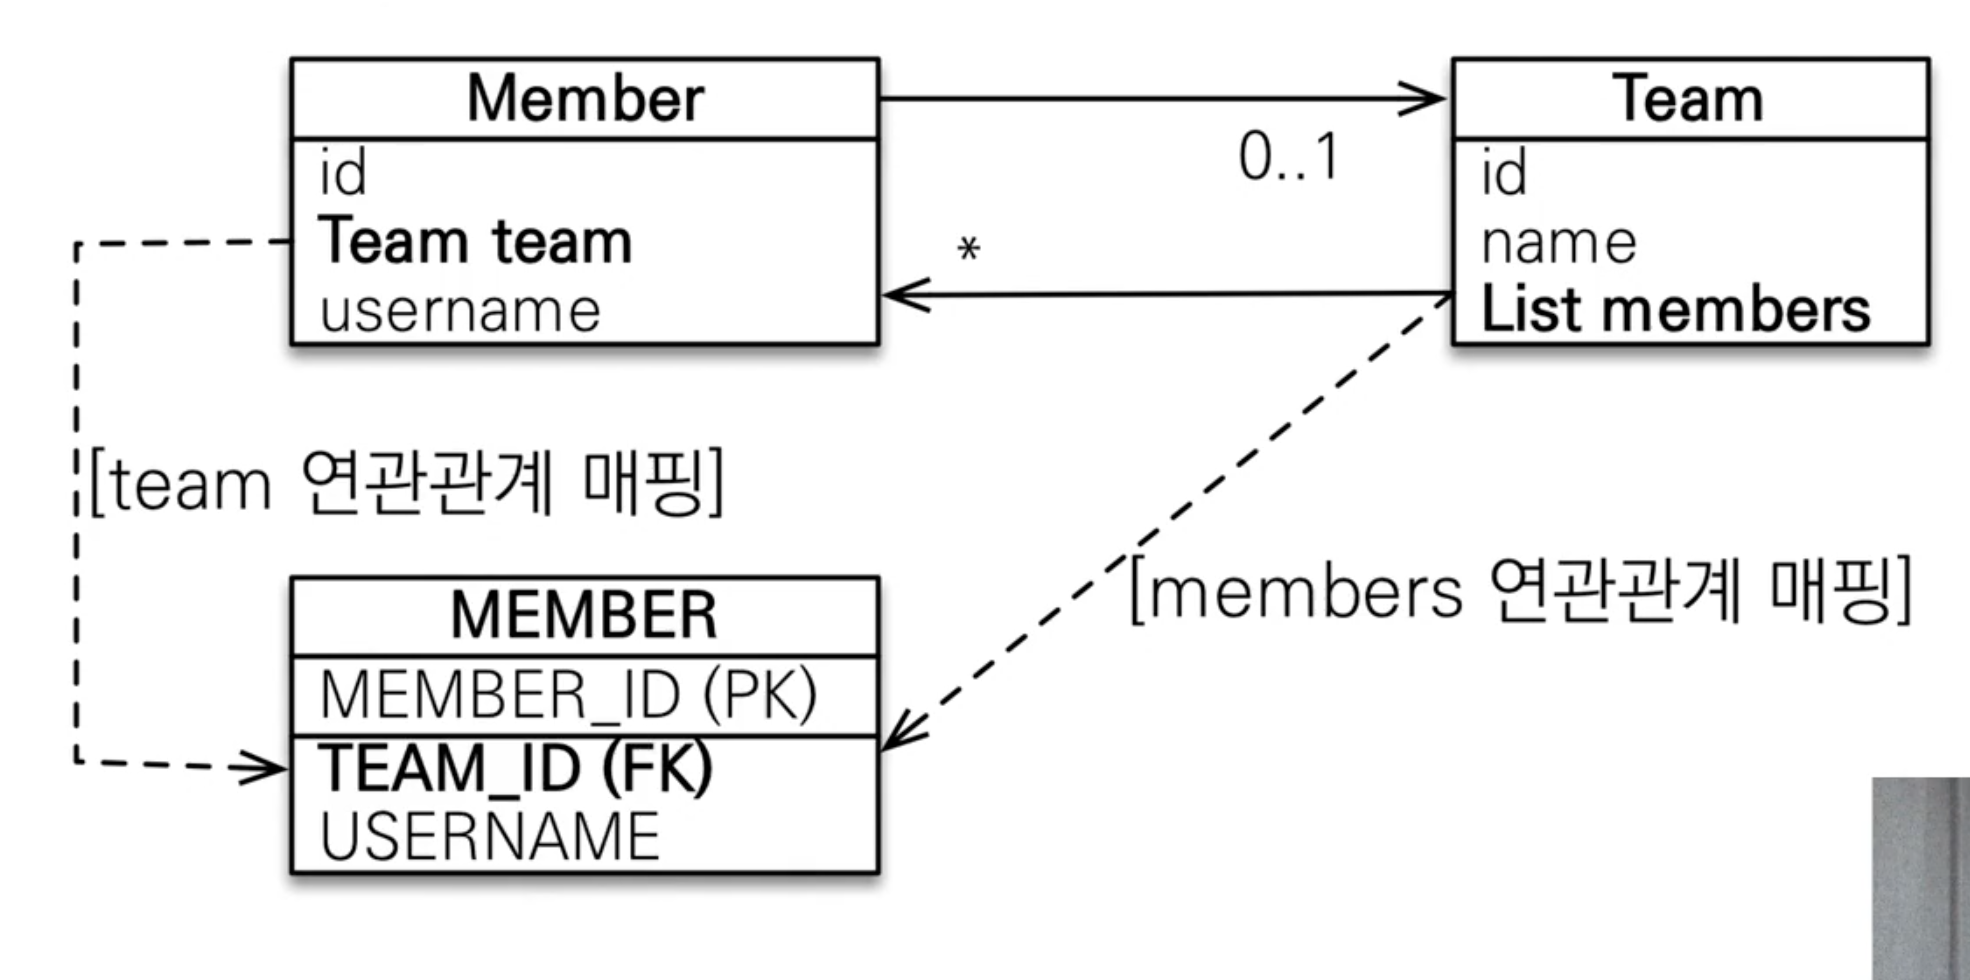 Member
id
Team team
username
0..1
*
Team
id
name
List members
[team 연관관계 매핑]
[members 연관관계 매핑]
MEMBER
MEMBER_ID (PK)
TEAM_ID (FK)
USERNAME